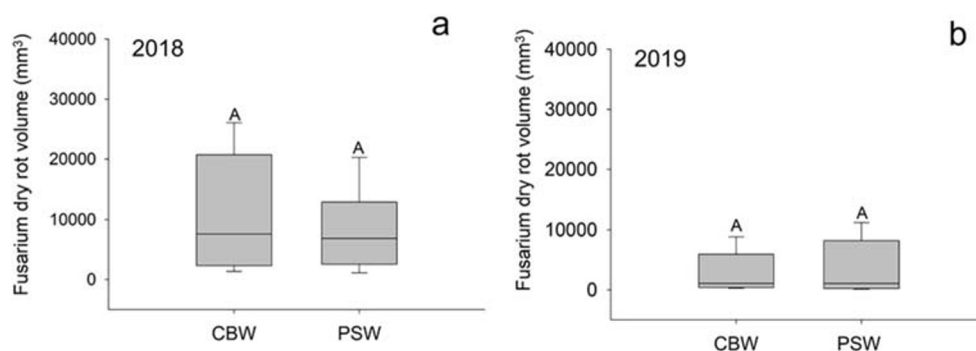 a
2018
Fusarium dry rot volume (mm³)
40000
30000
20000
10000
0
A
A
CBW
PSW
b
2019
Fusarium dry rot volume (mm³)
40000
30000
20000
10000
0
A
A
CBW
PSW